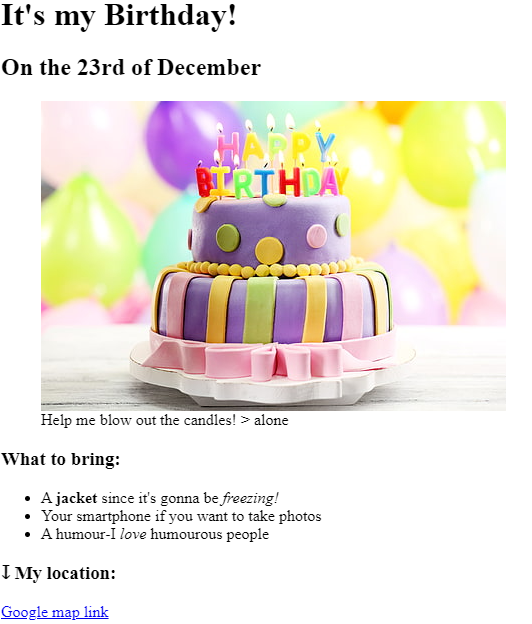 It's my Birthday!
On the 23rd of December
HAPPY
BIRTHDAY
Help me blow out the candles! > alone
What to bring:
• A jacket since it's gonna be freezing!
• Your smartphone if you want to take photos
• A humour-I love humourous people
↧ My location:
Google map link